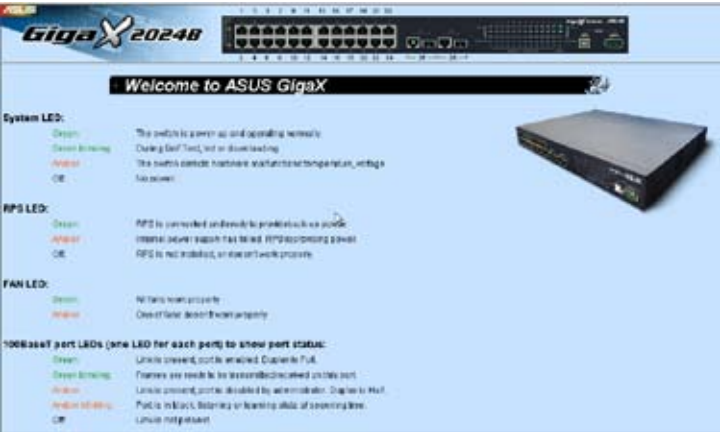 ASUS
GigaX 2024B
Welcome to ASUS GigaX
System LED:
Green The switch is power up and operating normally.
Green blinking During Self Test, or downloading
Amber The switch hardware malfunction temperature, voltage
Off No power.
RPS LED:
Green RPS is connected and ready to provide back up power
Amber Internal power supply has failed, RPS is providing power.
Off RPS is not installed, or doesn't work properly.
FAN LED:
Green All fans work properly
Amber One of fans doesn't work properly
100BaseT port LEDs (one LED for each port) to show port status:
Green Link is present, port is enabled. Duplex is Full.
Green blinking Frames are to be transmitted/received on this port.
Amber Link is present, port is disabled by administrator. Duplex is Half.
Amber blinking Port is in block, listening or learning state of spanning tree.
Off Link is not present.